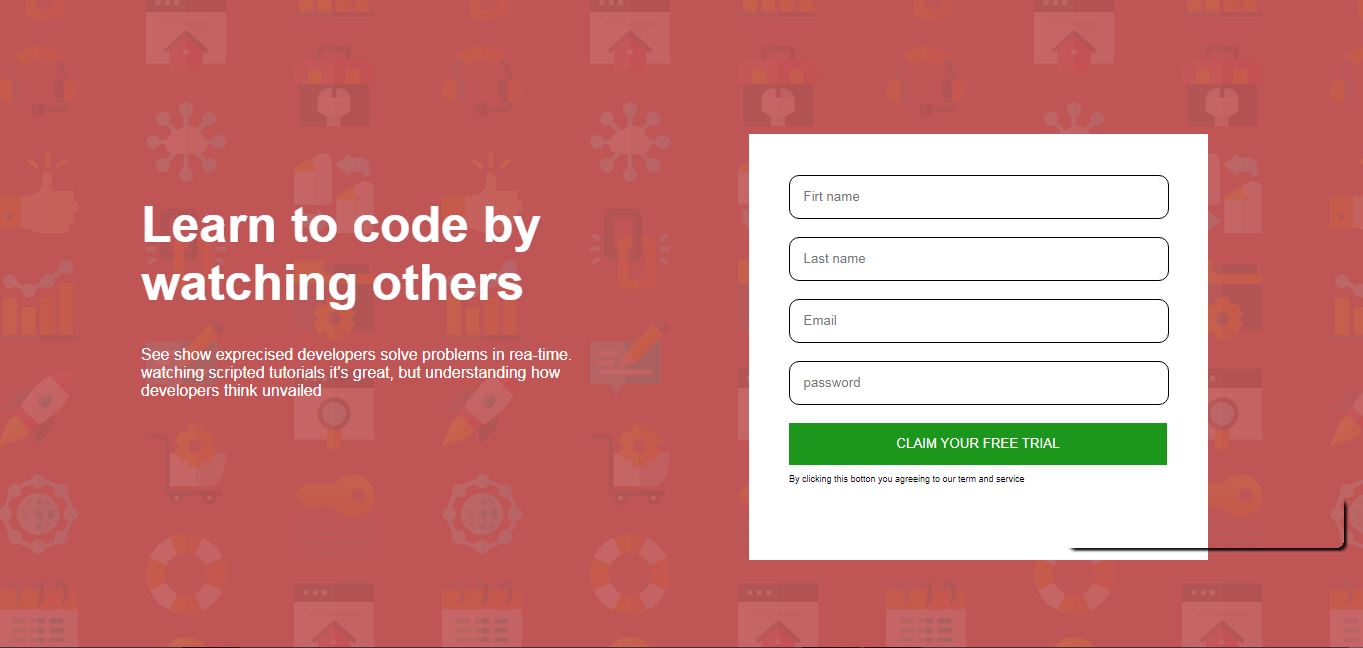 Learn to code by
watching others
See show exprecised developers solve problems in rea-time.
watching scripted tutorials it's great, but understanding how
developers think unvailed
Firt name
Last name
Email
password
CLAIM YOUR FREE TRIAL
By clicking this botton you agreeing to our term and service